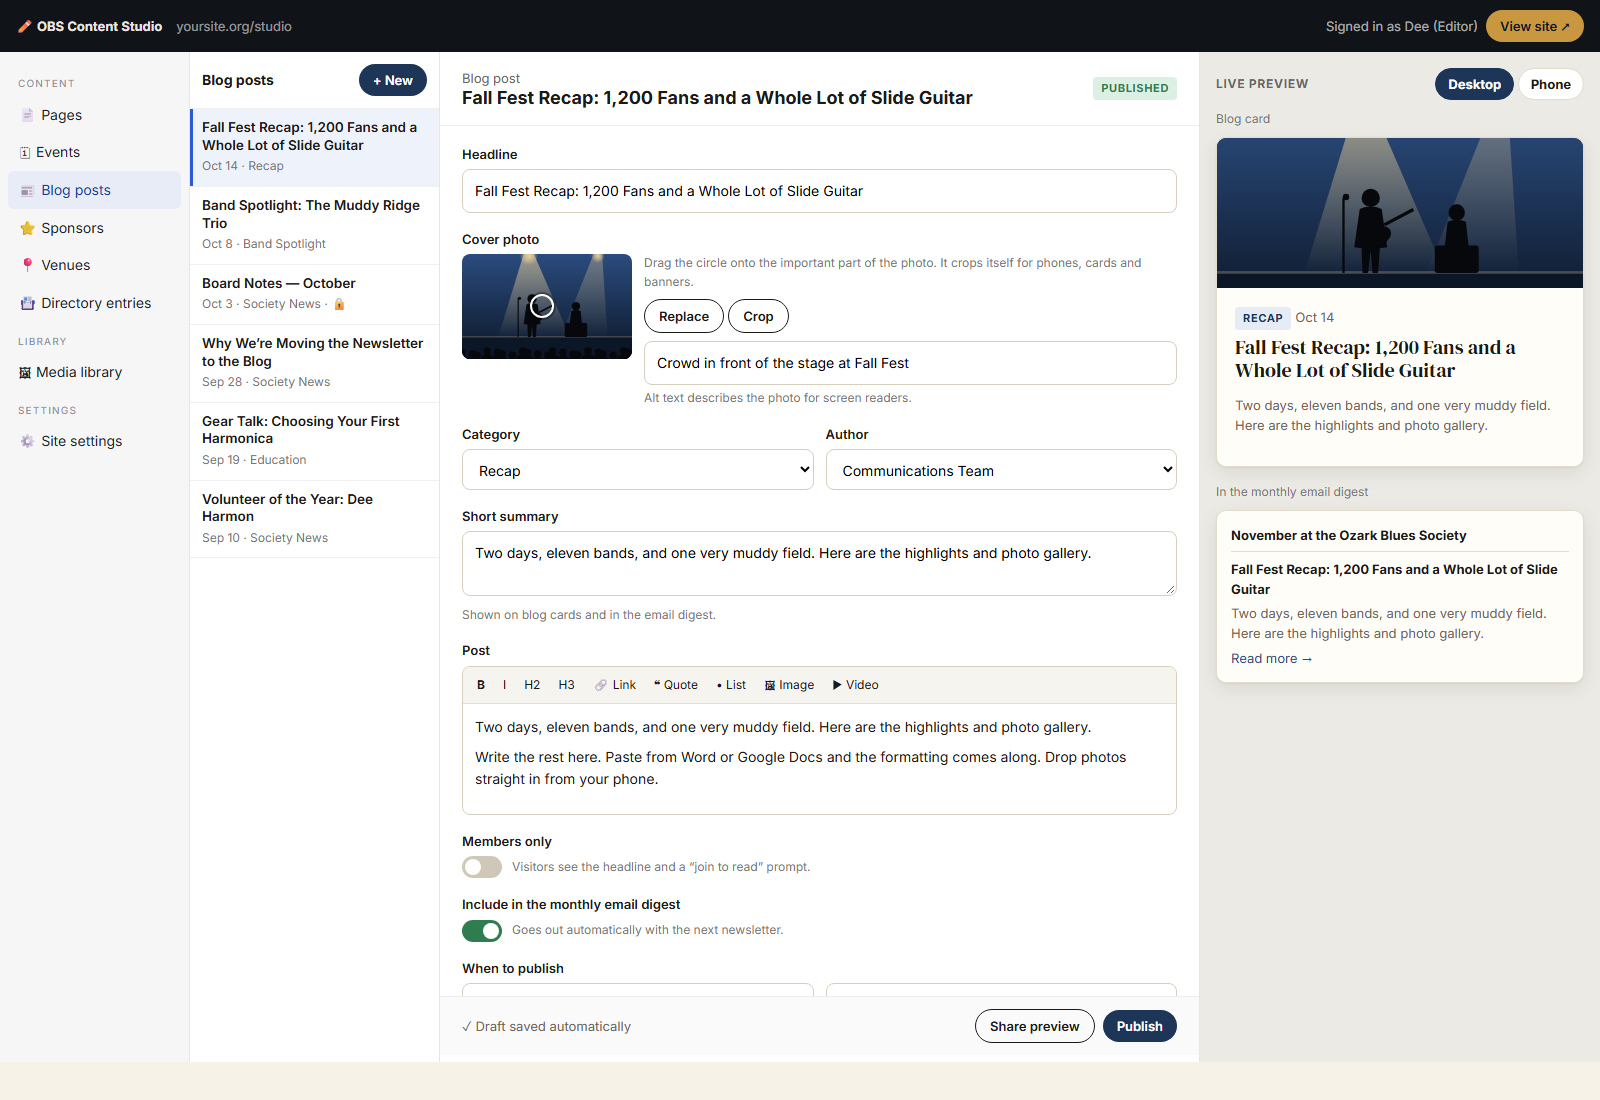 OBS Content Studio yoursite.org/studio
Signed in as Dee (Editor) View site ↗
CONTENT
Pages
Events
Blog posts
Sponsors
Venues
Directory entries
LIBRARY
Media library
SETTINGS
Site settings
Blog posts + New
Fall Fest Recap: 1,200 Fans and a
Whole Lot of Slide Guitar
Oct 14 · Recap
Band Spotlight: The Muddy Ridge
Trio
Oct 8 · Band Spotlight
Board Notes — October
Oct 3 · Society News ·
Why We’re Moving the Newsletter
to the Blog
Sep 28 · Society News
Gear Talk: Choosing Your First
Harmonica
Sep 19 · Education
Volunteer of the Year: Dee
Harmon
Sep 10 · Society News
Blog post
Fall Fest Recap: 1,200 Fans and a Whole Lot of Slide Guitar
PUBLISHED
Headline
Fall Fest Recap: 1,200 Fans and a Whole Lot of Slide Guitar
Cover photo
Drag the circle onto the important part of the photo. It crops itself for phones, cards and
banners.
Replace Crop
Crowd in front of the stage at Fall Fest
Alt text describes the photo for screen readers.
Category Author
Recap Communications Team
Short summary
Two days, eleven bands, and one very muddy field. Here are the highlights and photo gallery.
Shown on blog cards and in the email digest.
Post
B I H2 H3 Link ❝ Quote • List Image ▶ Video
Two days, eleven bands, and one very muddy field. Here are the highlights and photo gallery.
Write the rest here. Paste from Word or Google Docs and the formatting comes along. Drop photos
straight in from your phone.
Members only
Visitors see the headline and a “join to read” prompt.
Include in the monthly email digest
Goes out automatically with the next newsletter.
When to publish
✓ Draft saved automatically
Share preview Publish
LIVE PREVIEW Desktop Phone
Blog card
RECAP Oct 14
Fall Fest Recap: 1,200 Fans and a
Whole Lot of Slide Guitar
Two days, eleven bands, and one very muddy field.
Here are the highlights and photo gallery.
In the monthly email digest
November at the Ozark Blues Society
Fall Fest Recap: 1,200 Fans and a Whole Lot of Slide
Guitar
Two days, eleven bands, and one very muddy field.
Here are the highlights and photo gallery.
Read more →